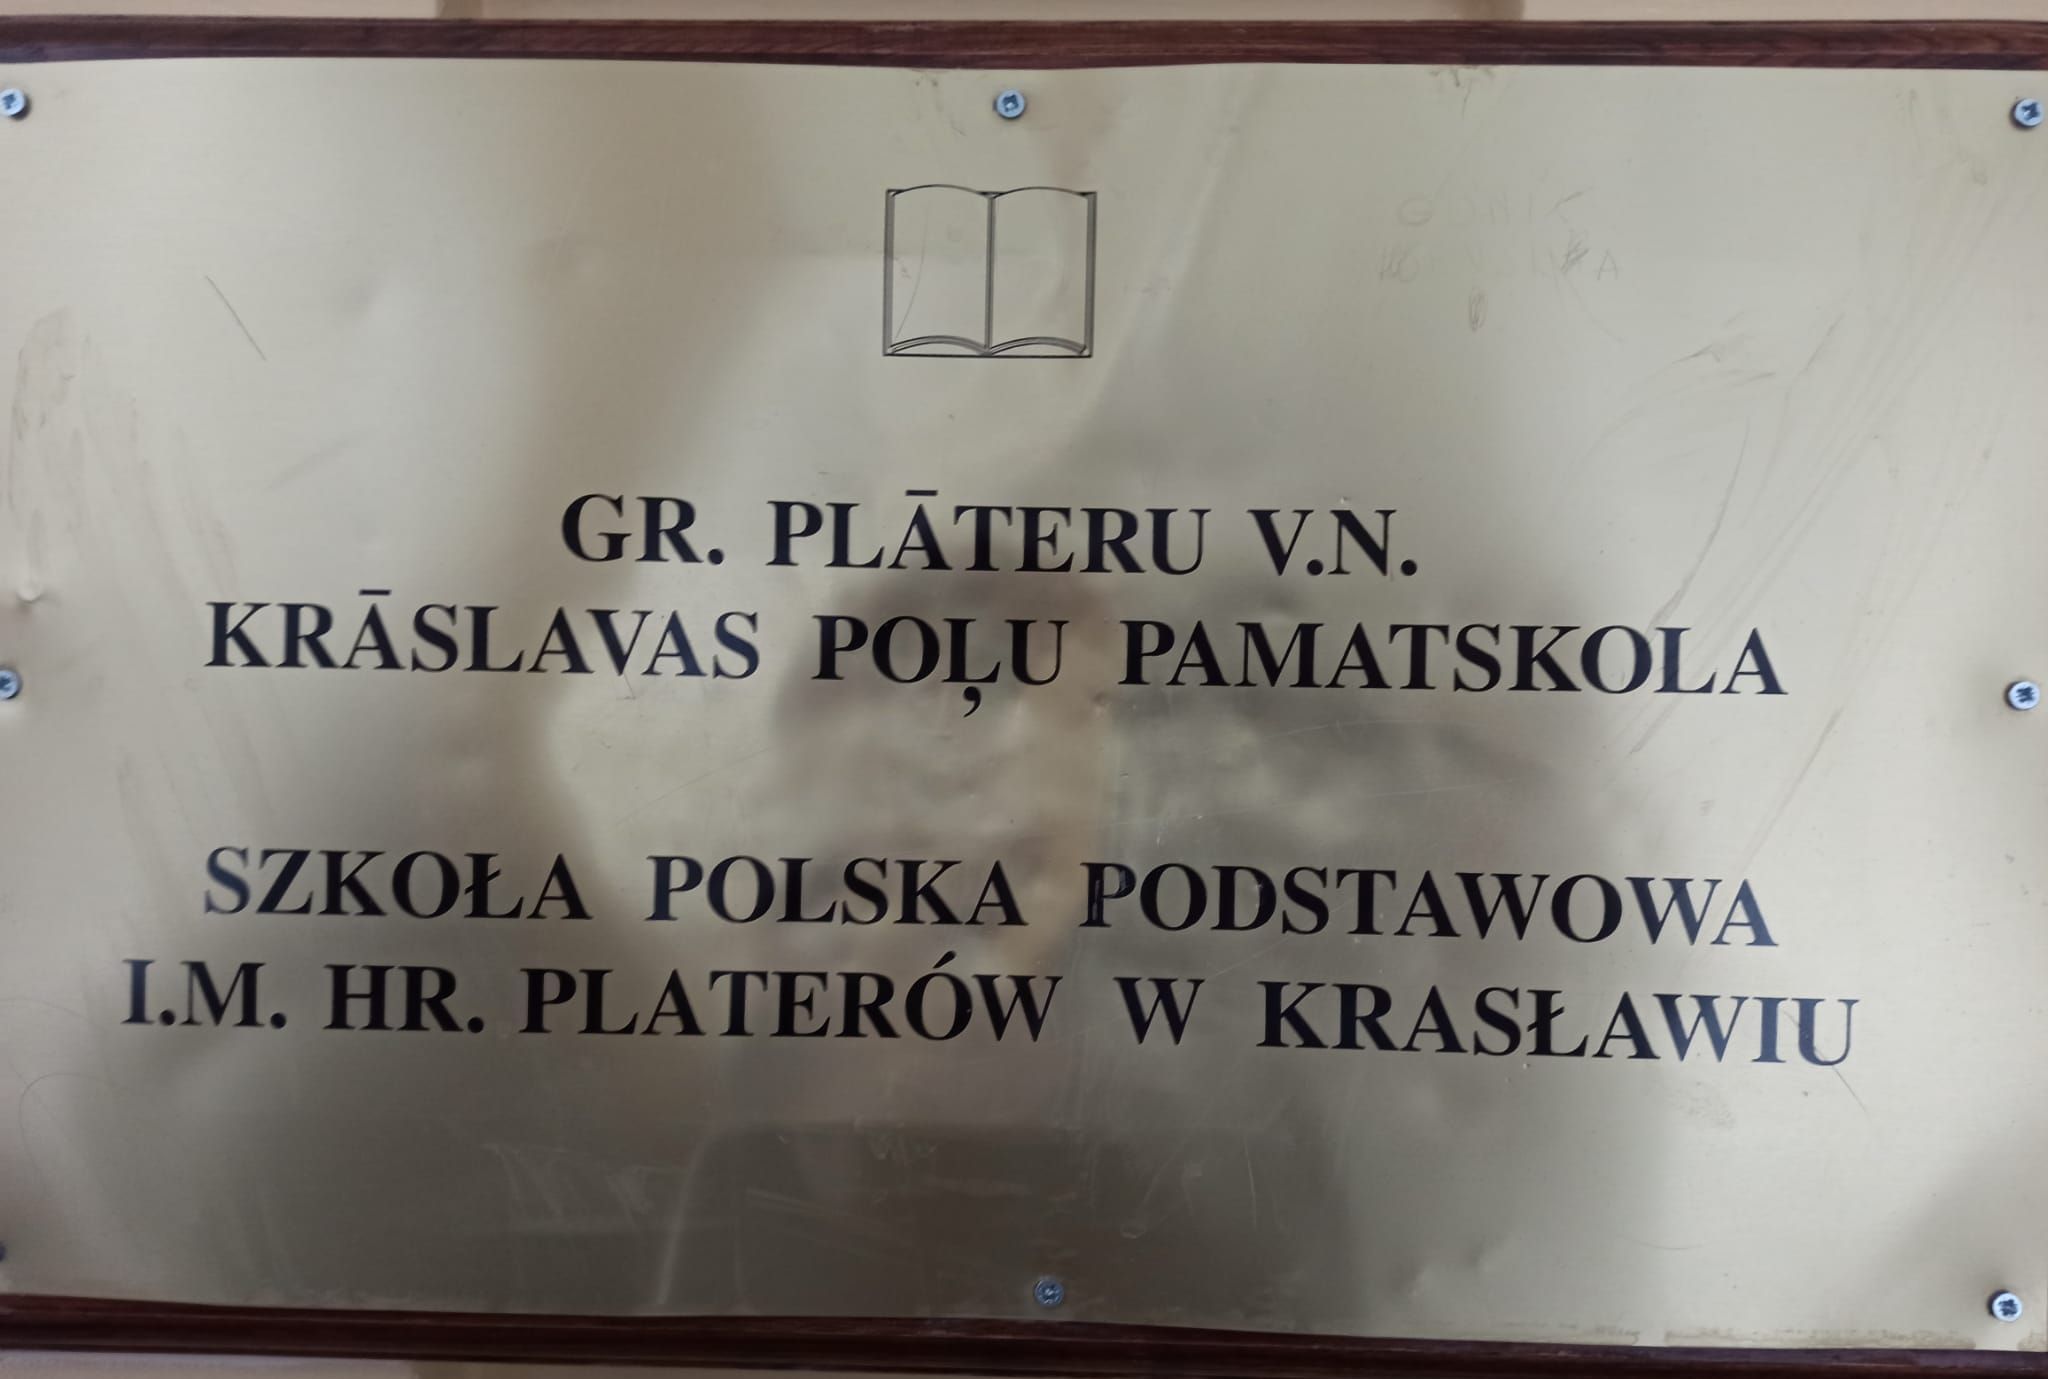 GR. PLĀTERU V.N.
KRĀSLAVAS POĻU PAMATSKOLA
SZKOŁA POLSKA PODSTAWOWA
I.M. HR. PLATERÓW W KRASŁAWIU